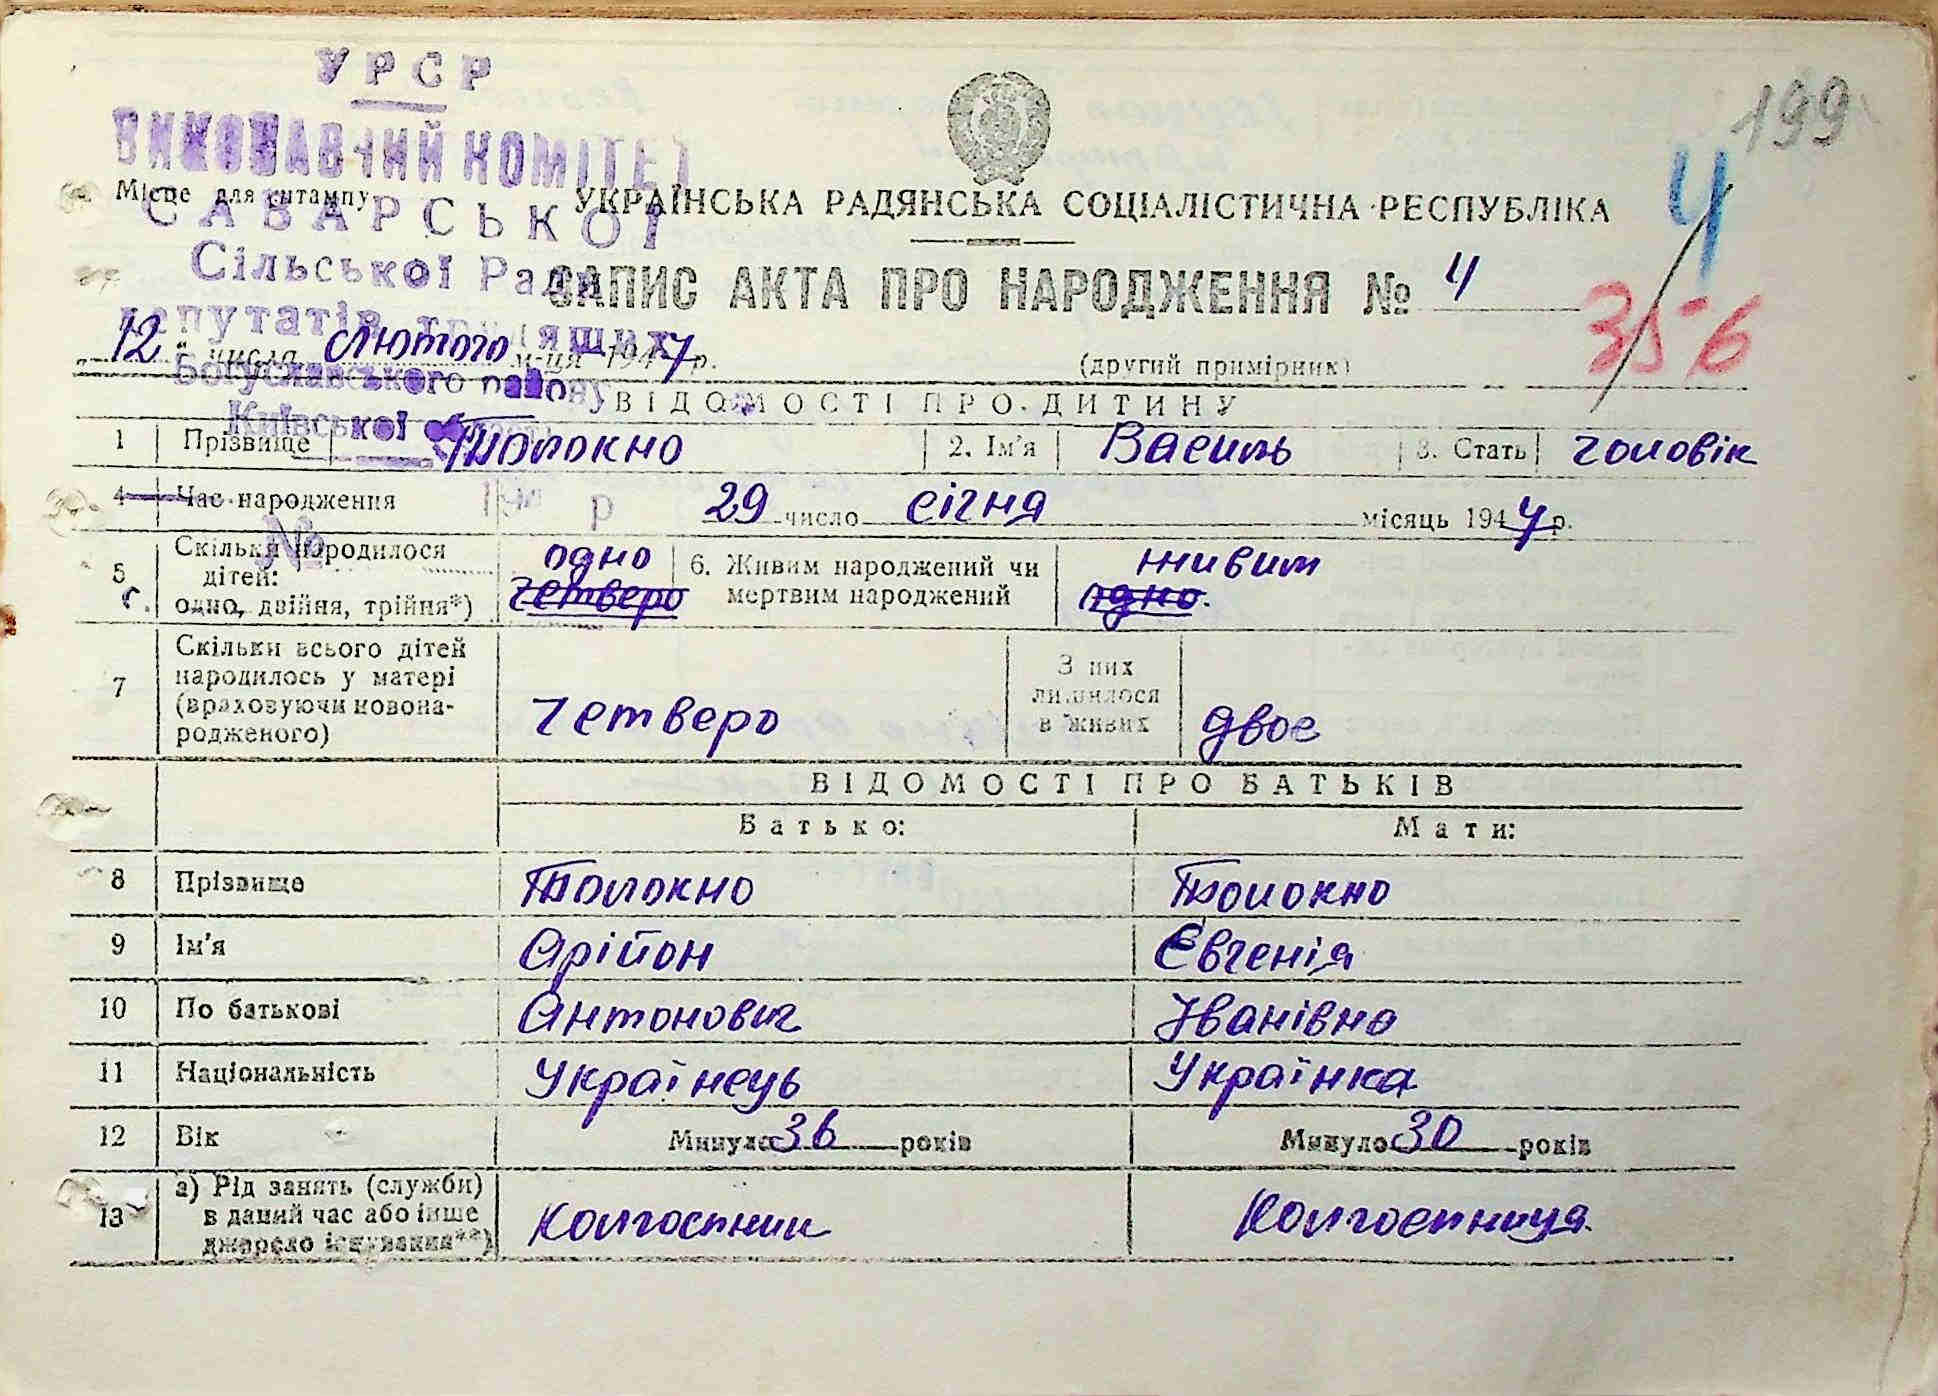 УРСР
199
ВИКОНАВЧИЙ КОМІТЕТ
Місце для штампу
САВАРСЬКОЇ
УКРАЇНСЬКА РАДЯНСЬКА СОЦІАЛІСТИЧНА РЕСПУБЛІКА
4
Сільської Ради
ЗАПИС АКТА ПРО НАРОДЖЕННЯ № 4
356
депутатів трудящих
"12" числа лютого м-ця 1947 р.
(другий примірник)
Богуславського району
ВІДОМОСТІ ПРО ДИТИНУ
Київської області
1 Прізвище Толокно 2. Ім'я Василь 3. Стать чоловік
4 Час народження 29 число січня місяць 1947 р.
194 р
№
5 Скільки народилося дітей: одно, двійня, трійня*) одно четверо 6. Живим народжений чи мертвим народжений живим одно.
7 Скільки всього дітей народилось у матері (враховуючи новонародженого) четверо З них лишилося в живих двоє
ВІДОМОСТІ ПРО БАТЬКІВ
Батько: Мати:
8 Прізвище Толокно Толокно
9 Ім'я Арійон Євгенія
10 По батькові Антонович Іванівна
11 Національність Українець Українка
12 Вік Минуло 36 років Минуло 30 років
13 а) Рід занять (служби) в даний час або інше джерело існування**) Колгоспник Колгоспниця